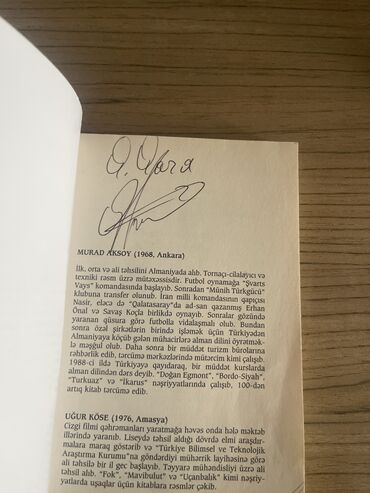 MURAD AKSOY (1968, Ankara)
İlk, orta və ali təhsilini Almaniyada alıb. Tornaçı-cilalayıcı və
texniki rəsm üzrə mütəxəssisdir. Futbol oynamağa "Şvarts
Vays" komandasında başlayıb. Sonradan "Münih Türkgücü"
klubuna transfer olunub. İran milli komandasının qapıçısı
Nasir, eləcə də "Qalatasaray"da ad-san qazanmış Erhan
Önal və Savaş Koçla birlikdə oynayıb. Sonralar gözündə
yaranan qüsura görə futbolla vidalaşmalı olub. Bundan
sonra özəl şirkətlərin birində işləmək üçün Türkiyədən
Almaniyaya köçüb gələn mühacirlərə alman dilini öyrətmək-
lə məşğul olub. Daha sonra bir müddət turizm bürolarına
rəhbərlik edib, tərcümə mərkəzlərində mütərcim kimi çalışıb.
1988-ci ildə Türkiyəyə qayıdaraq, bir müddət kurslarda
alman dilindən dərs deyib. "Doğan Egmont", "Bordo-Siyah",
"Turkuaz" və "İkarus" nəşriyyatlarında çalışıb, 100-dən
artıq kitab tərcümə edib.
UĞUR KÖSE (1976, Amasya)
Cizgi filmi qəhrəmanları yaratmağa həvəs onda hələ məktəb
illərində yaranıb. Liseydə təhsil aldığı dövrdə elmi araşdır-
malara maraq göstərib və "Türkiye Bilimsel ve Teknolojik
Araştırma Kurumu"na göndərdiyi mühərrik layihəsinə görə
ali təhsilə bir il gec başlayıb. Təyyarə mühəndisliyi üzrə ali
təhsil alıb. "Fok", "Mavibulut" və "Uçanbalık" kimi nəşriy-
yatlarda uşaqlar üçün kitablara rəsmlər çəkib.